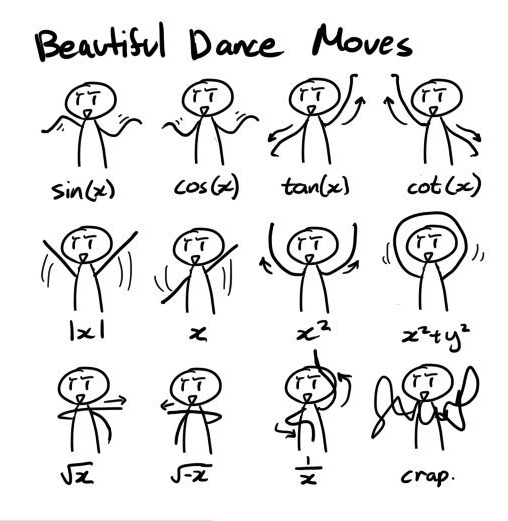 Beautiful Dance Moves
sin(x) cos(x) tan(x) cot(x)
|x| x x² x²+y²
√x √-x 1/x crap.